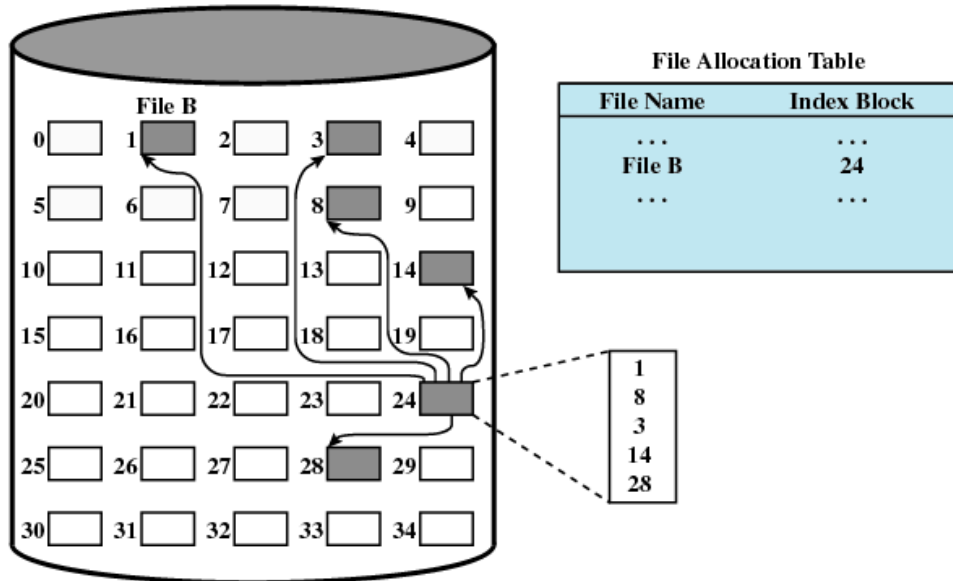 File Allocation Table
File Name Index Block
... ...
File B 24
... ...
File B
0 1 2 3 4
5 6 7 8 9
10 11 12 13 14
15 16 17 18 19
20 21 22 23 24
25 26 27 28 29
30 31 32 33 34
1
8
3
14
28